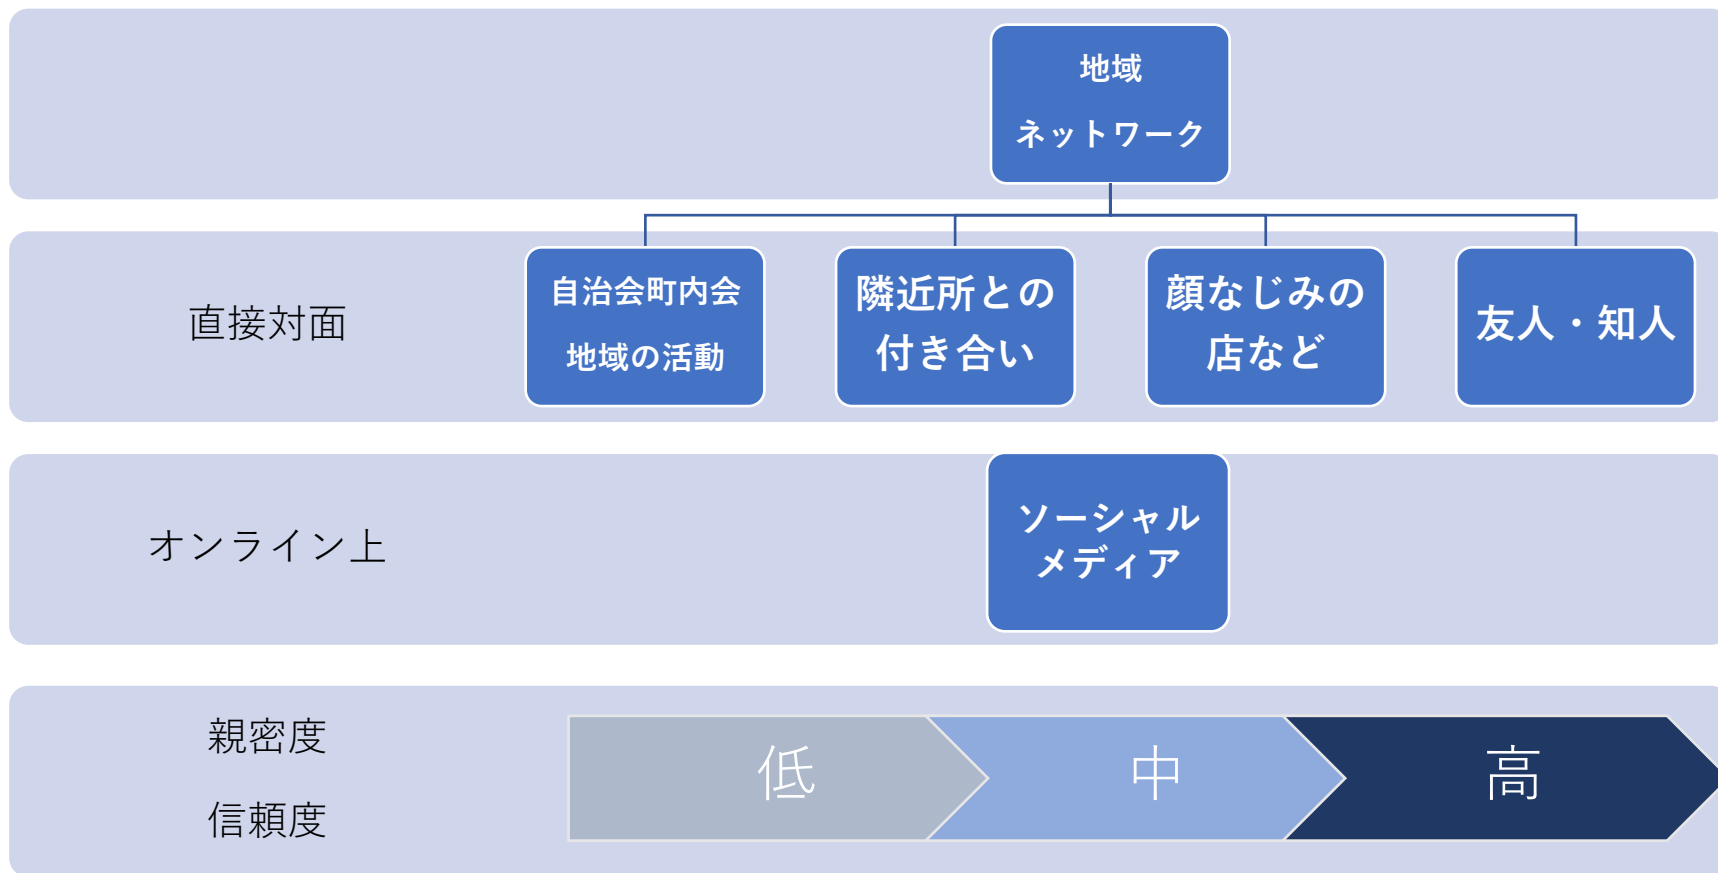 地域
ネットワーク
直接対面
自治会町内会
地域の活動
隣近所との
付き合い
顔なじみの
店など
友人・知人
オンライン上
ソーシャル
メディア
親密度
信頼度
低
中
高